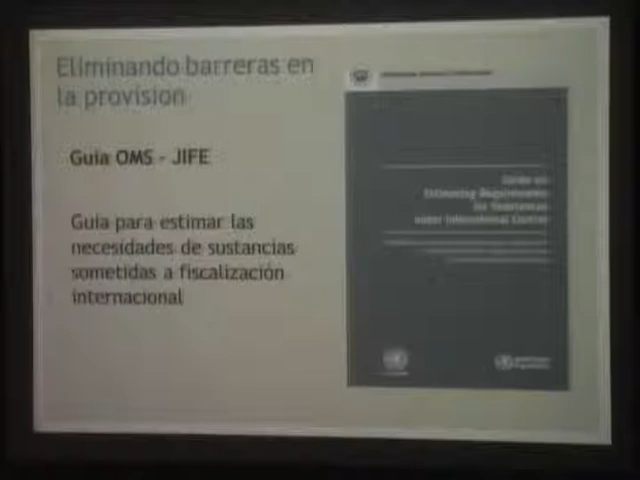 Eliminando barreras en
la provision
Guia OMS - JIFE
Guia para estimar las
necesidades de sustancias
sometidas a fiscalización
internacional
Guide on
Estimating Requirements
for Substances
under International Control